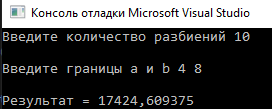 Консоль отладки Microsoft Visual Studio
Введите количество разбиений 10
Введите границы a и b 4 8
Результат = 17424,609375